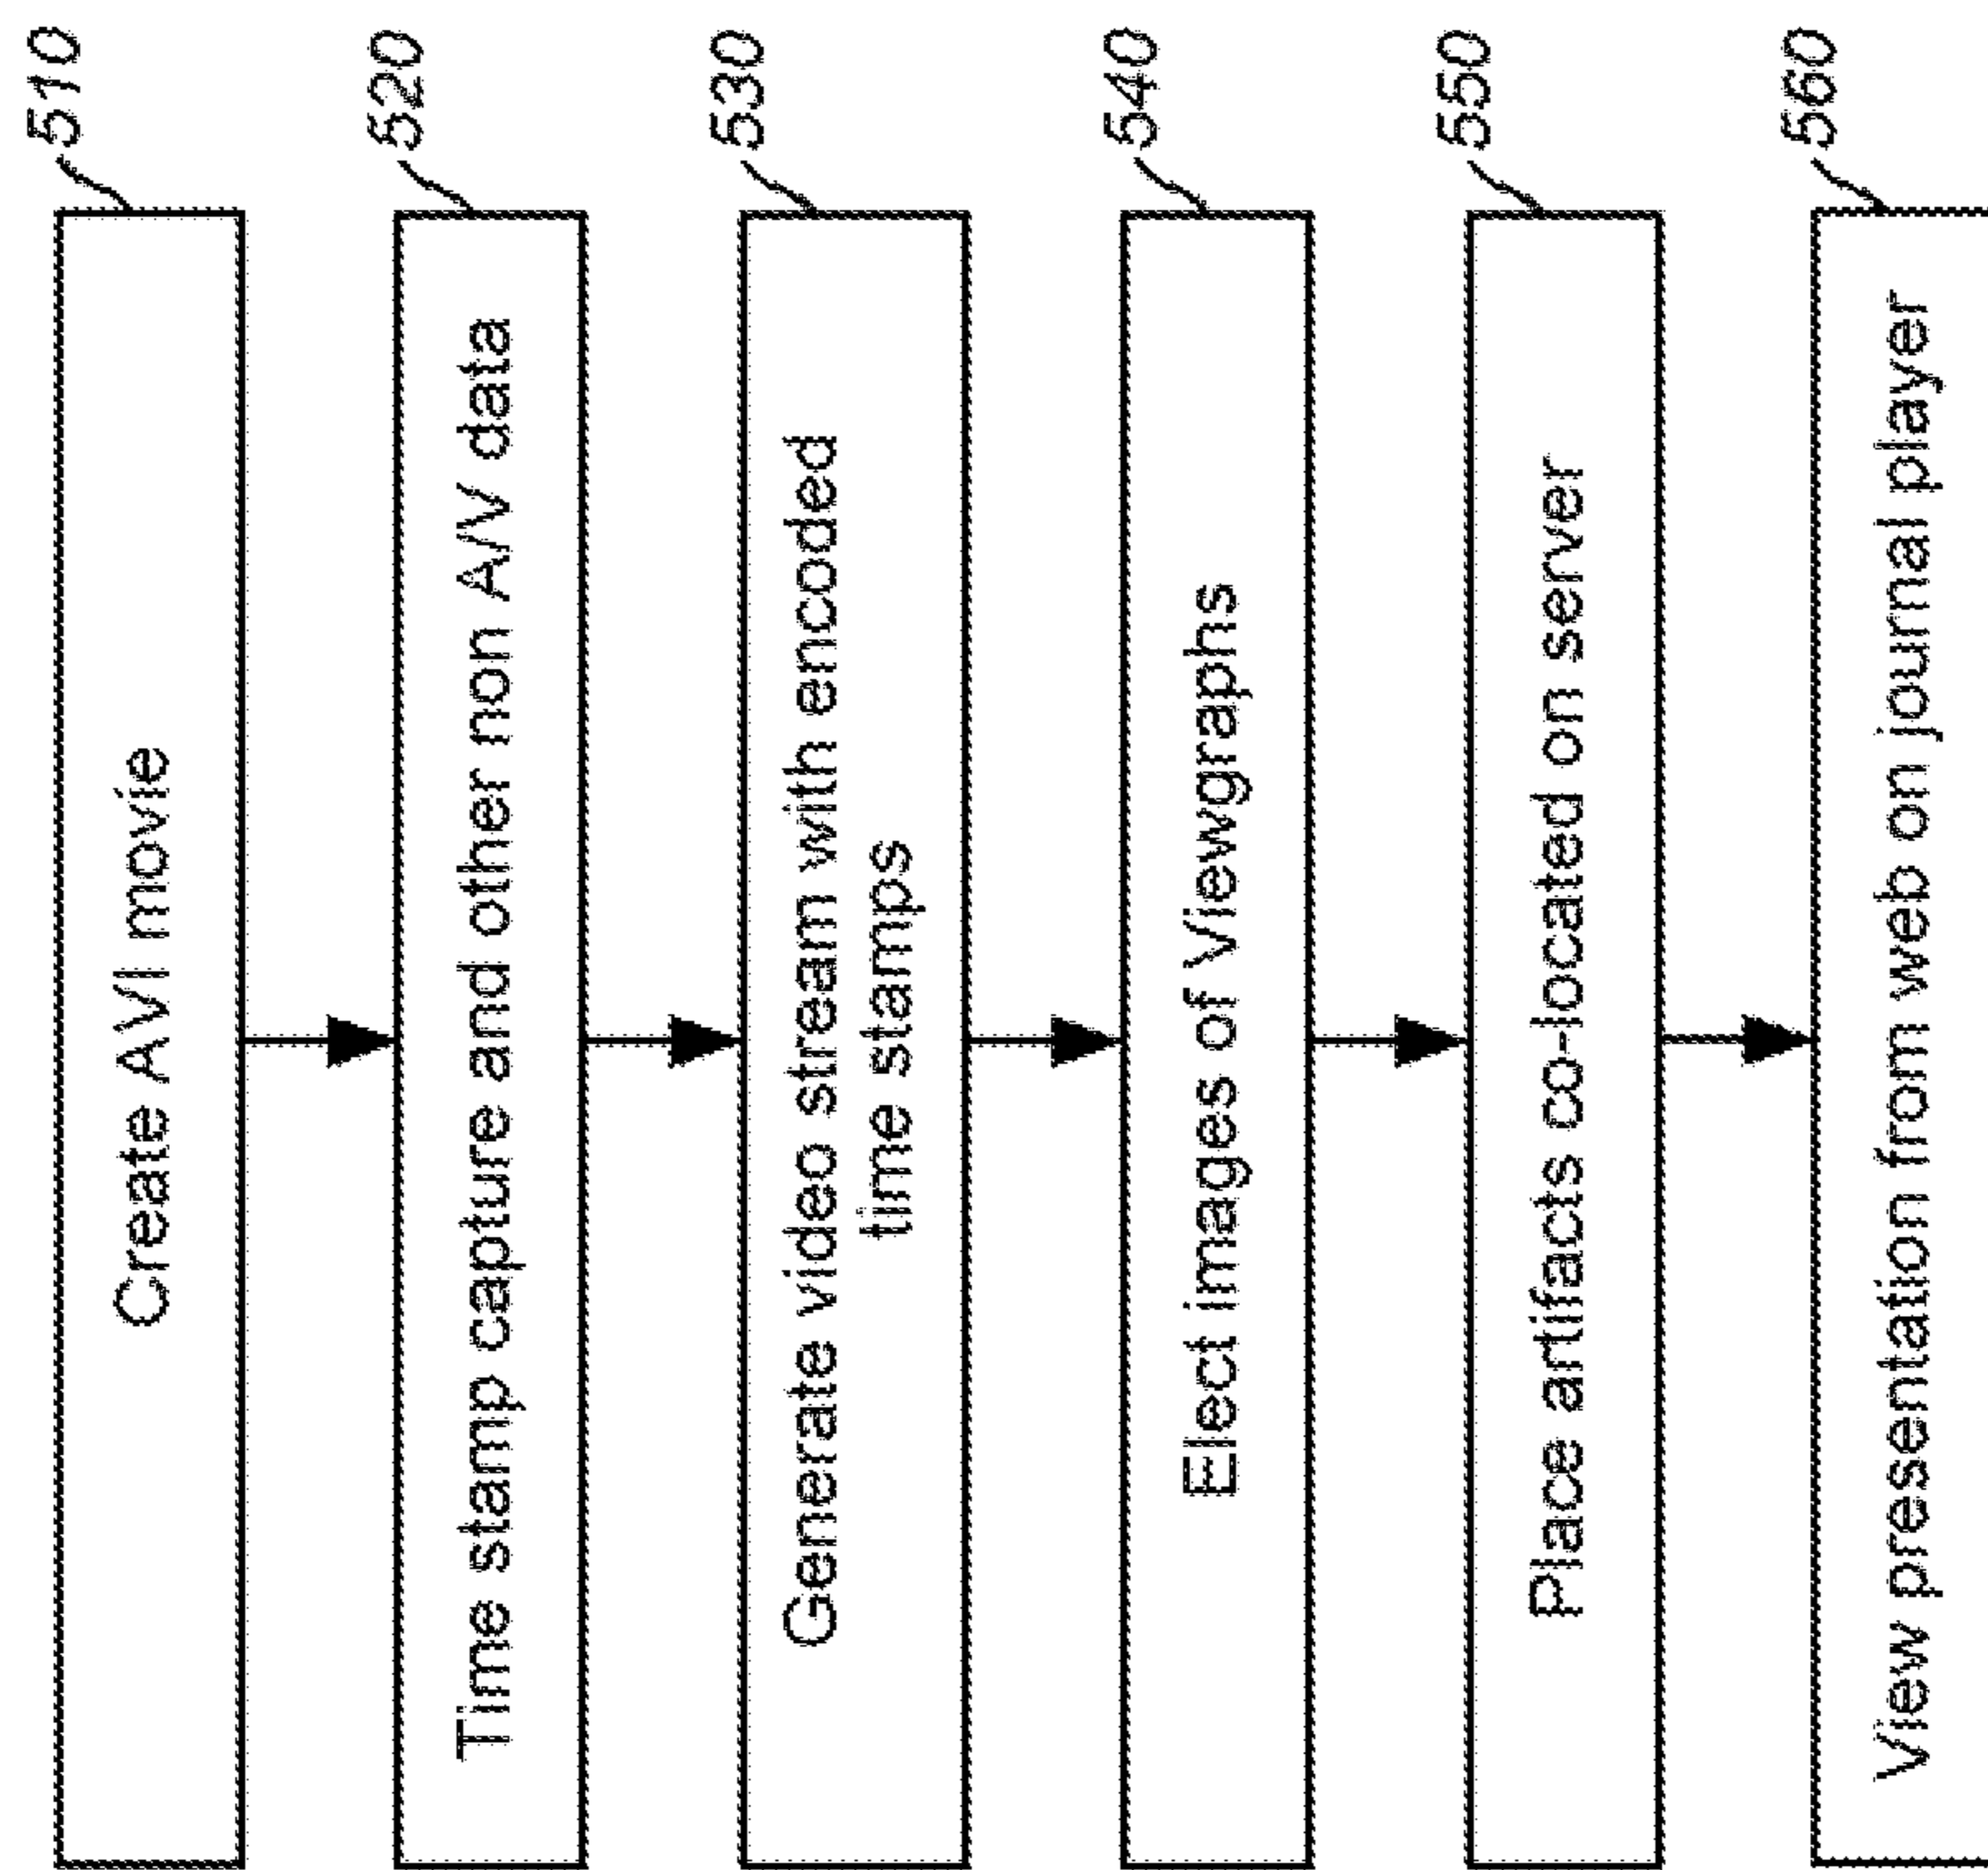 510
Create AVI movie
520
Time stamp capture and other non A/V data
530
Generate video stream with encoded
time stamps
540
Elect images of Viewgraphs
550
Place artifacts co-located on server
560
View presentation from web on journal player